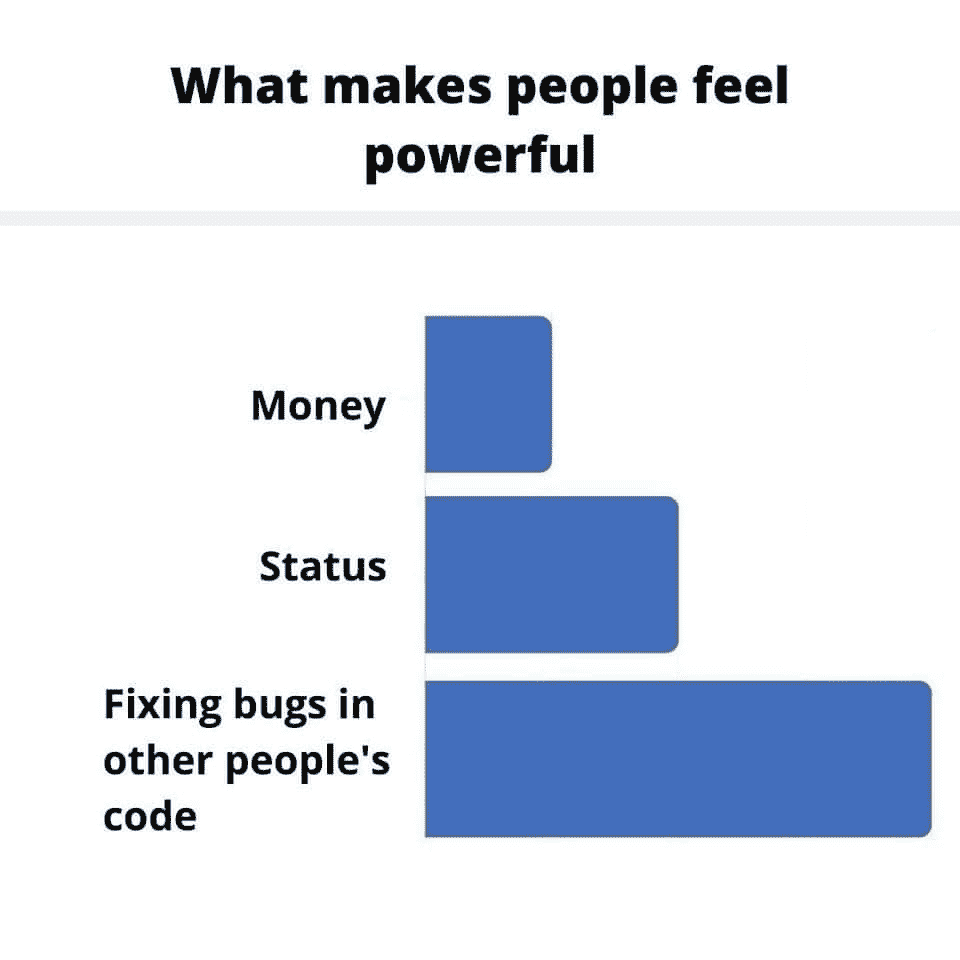 What makes people feel
powerful
Money
Status
Fixing bugs in
other people's
code